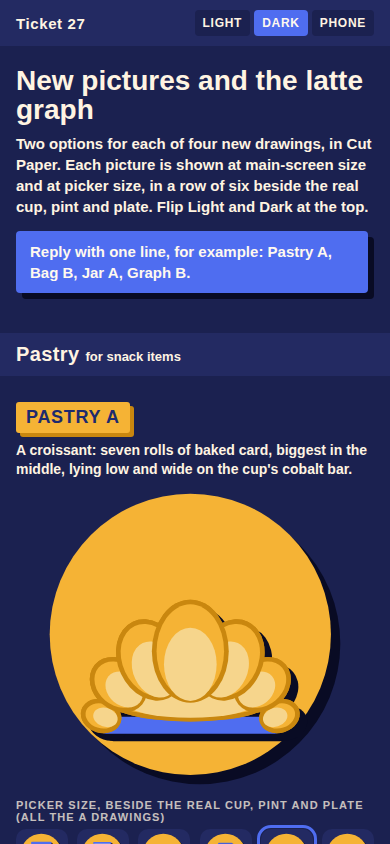 Ticket 27
LIGHT
DARK
PHONE
New pictures and the latte
graph
Two options for each of four new drawings, in Cut
Paper. Each picture is shown at main-screen size
and at picker size, in a row of six beside the real
cup, pint and plate. Flip Light and Dark at the top.
Reply with one line, for example: Pastry A,
Bag B, Jar A, Graph B.
Pastry for snack items
PASTRY A
A croissant: seven rolls of baked card, biggest in the
middle, lying low and wide on the cup's cobalt bar.
PICKER SIZE, BESIDE THE REAL CUP, PINT AND PLATE
(ALL THE A DRAWINGS)